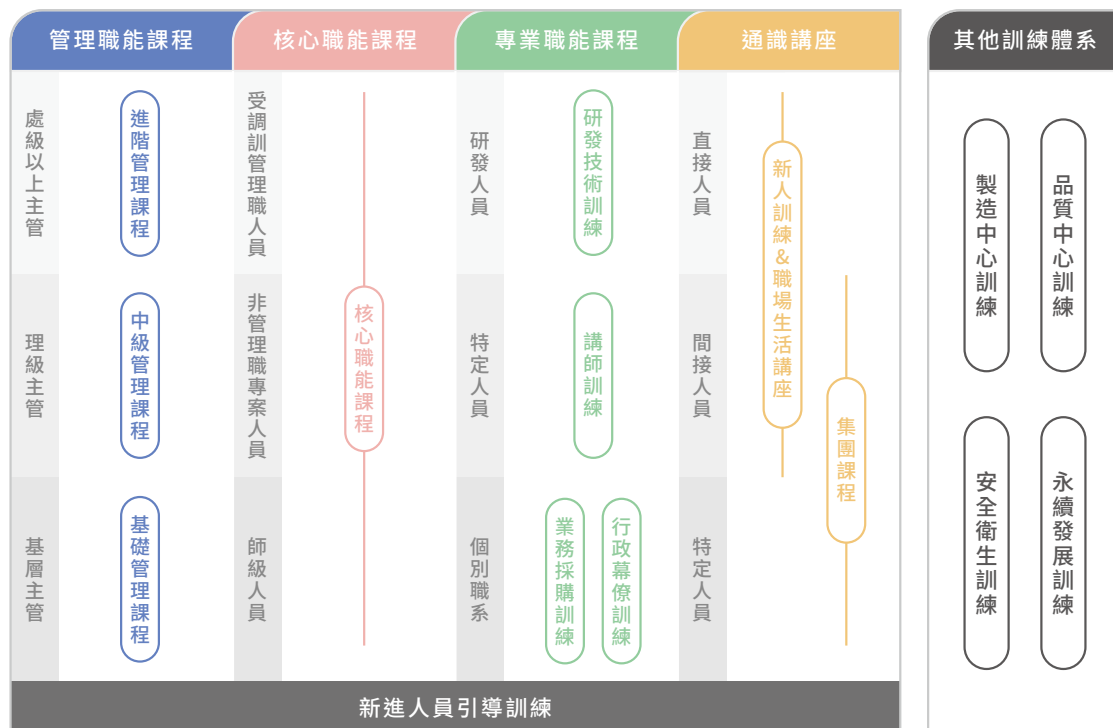 管理職能課程
核心職能課程
專業職能課程
通識講座
其他訓練體系
處級以上主管
進階管理課程
理級主管
中級管理課程
基層主管
基礎管理課程
受調訓管理職人員
非管理職專案人員
師級人員
核心職能課程
研發人員
研發技術訓練
特定人員
講師訓練
個別職系
業務採購訓練
行政幕僚訓練
直接人員
間接人員
特定人員
新人訓練&職場生活講座
集團課程
新進人員引導訓練
製造中心訓練
品質中心訓練
安全衛生訓練
永續發展訓練